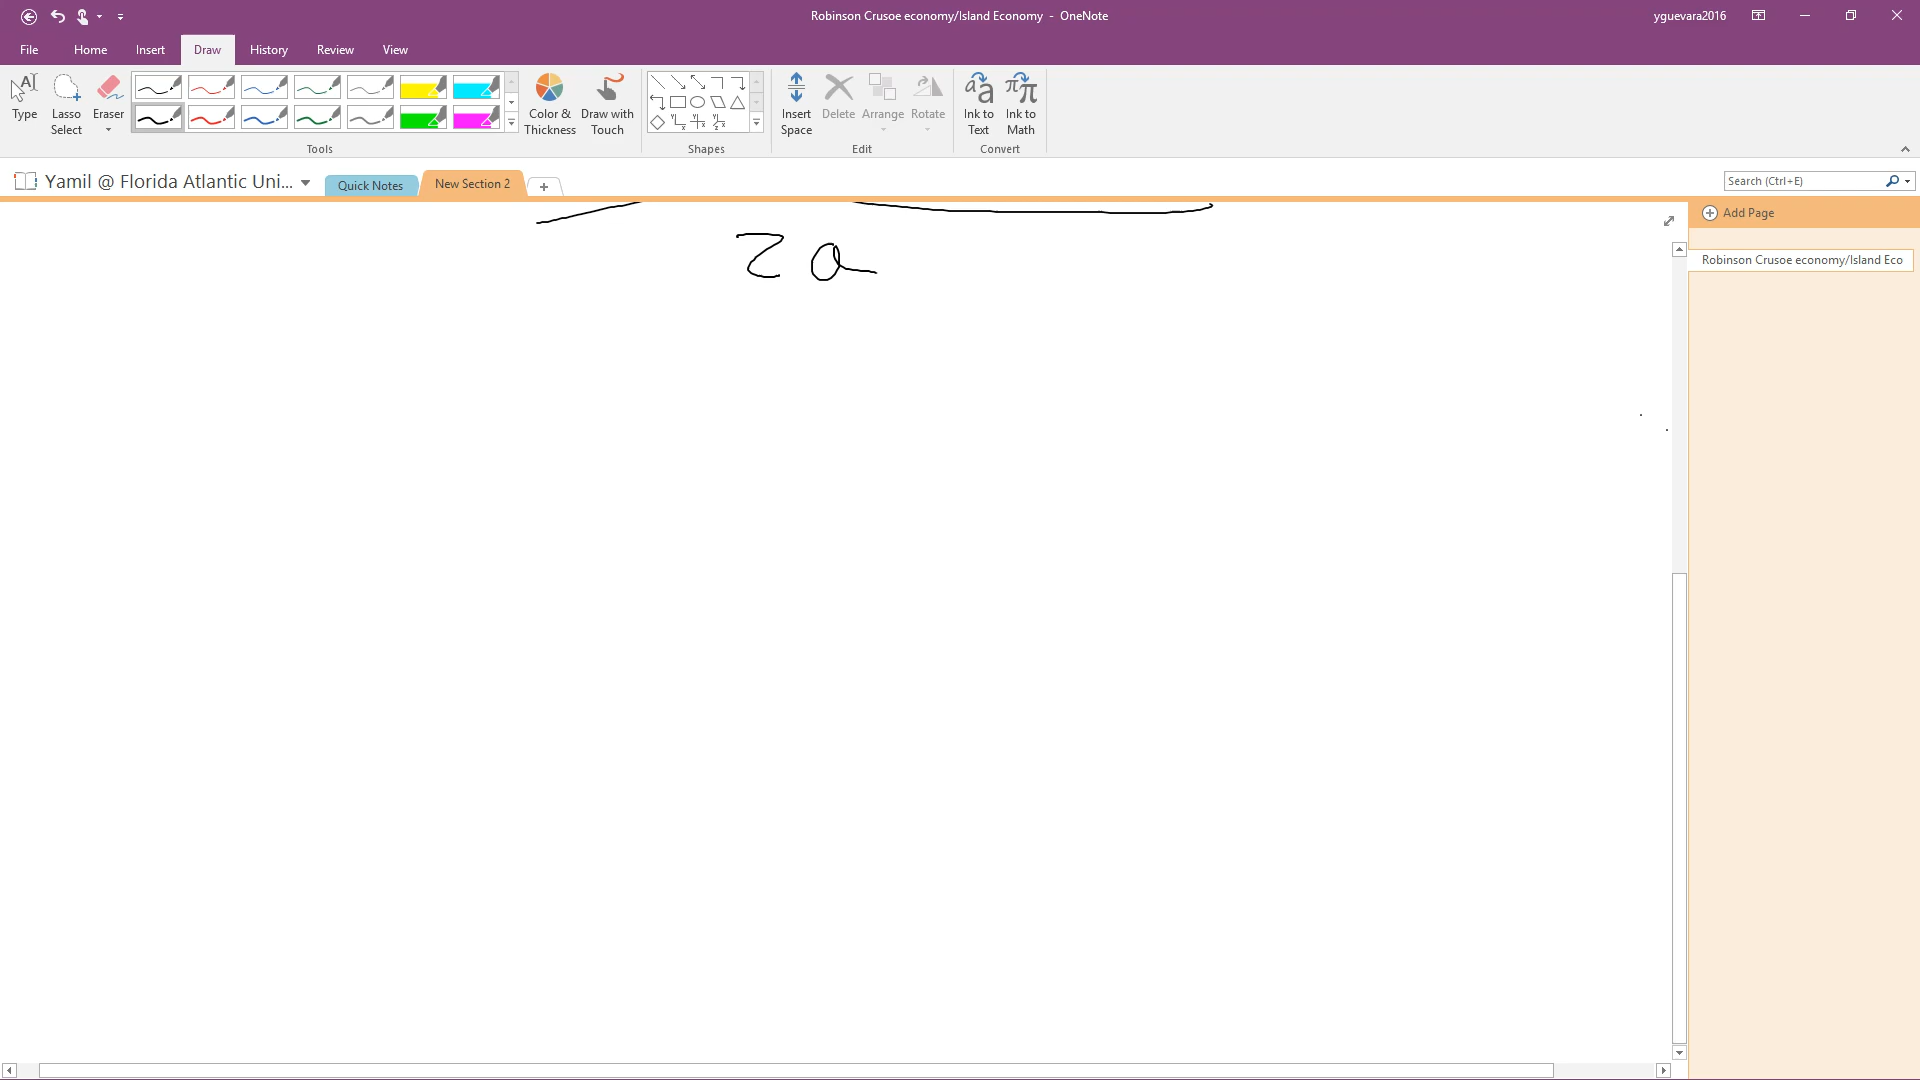 Robinson Crusoe economy/Island Economy - OneNote
yguevara2016
File Home Insert Draw History Review View
Type
Lasso Select
Eraser
Color & Thickness
Draw with Touch
Insert Space
Delete
Arrange
Rotate
Ink to Text
Ink to Math
Tools Shapes Edit Convert
Yamil @ Florida Atlantic Uni...
Quick Notes
New Section 2
Search (Ctrl+E)
Add Page
Robinson Crusoe economy/Island Eco
2a